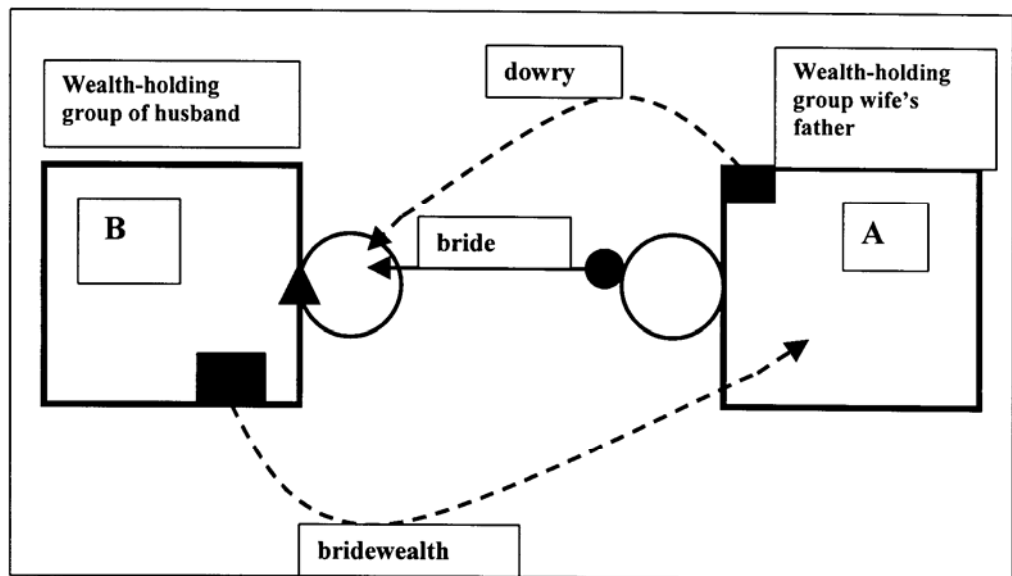 Wealth-holding
group of husband
dowry
Wealth-holding
group wife's
father
B
bride
A
bridewealth